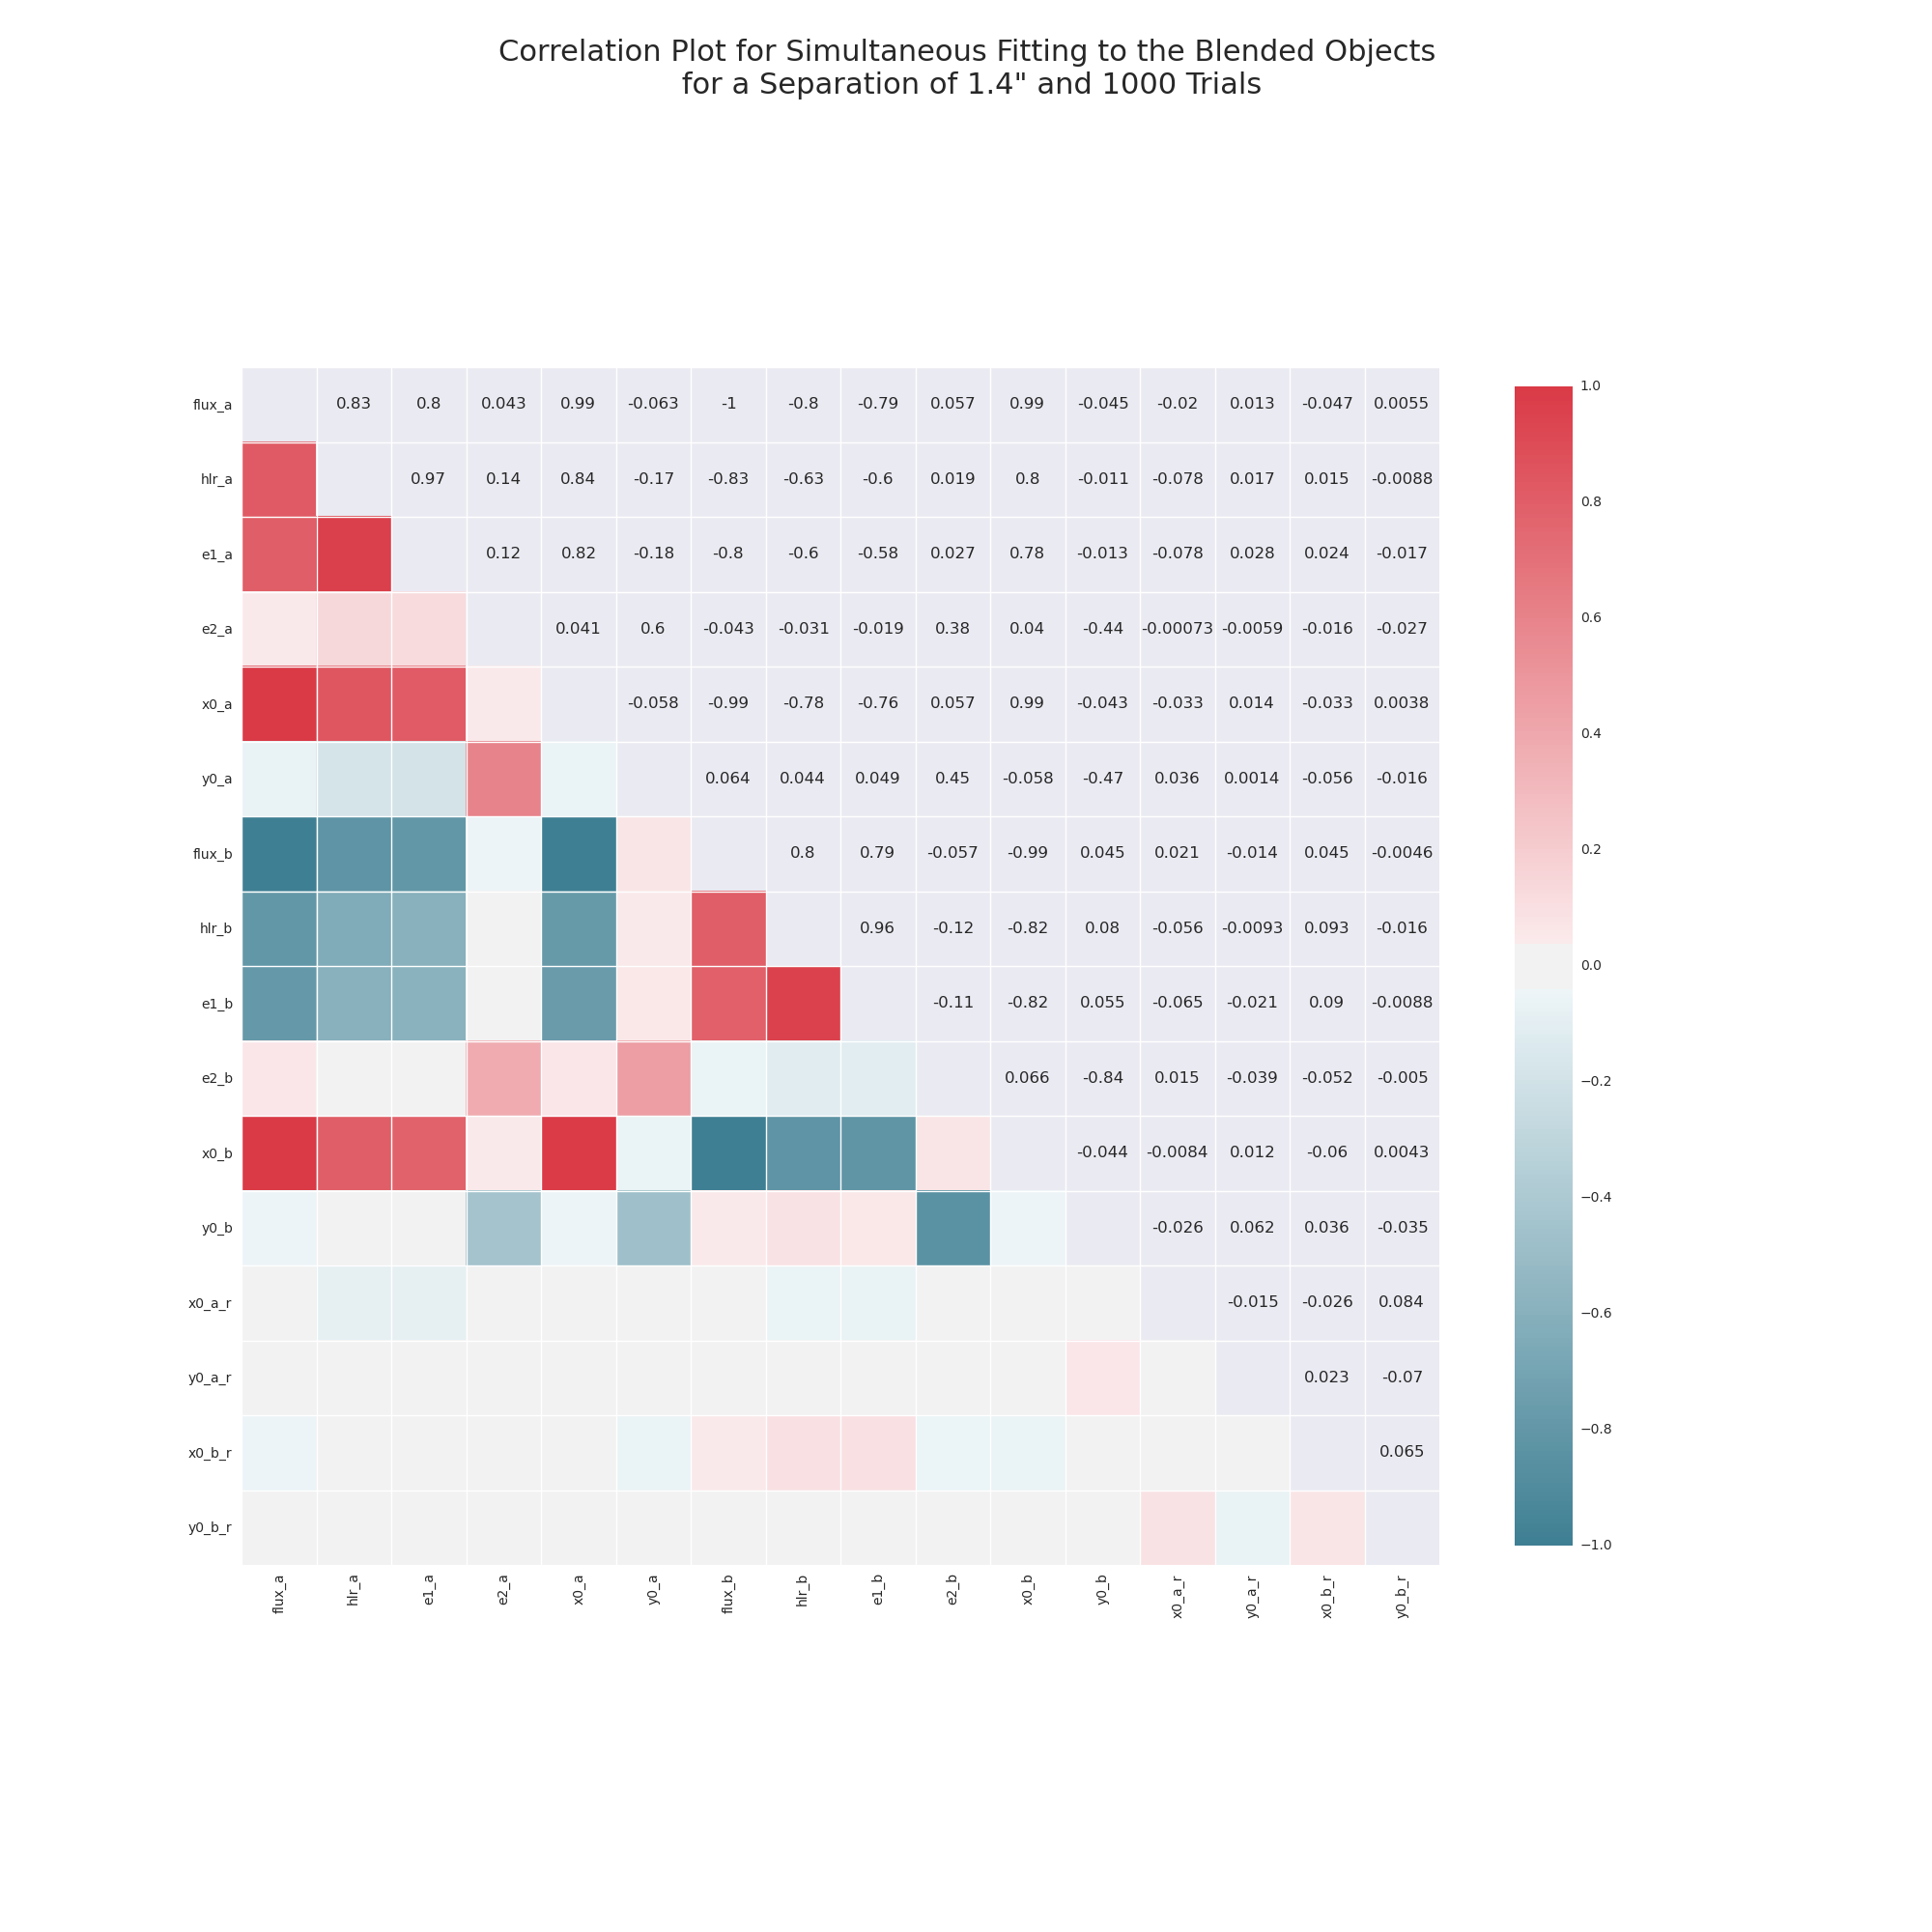 Correlation Plot for Simultaneous Fitting to the Blended Objects
for a Separation of 1.4" and 1000 Trials
flux_a 0.83 0.8 0.043 0.99 -0.063 -1 -0.8 -0.79 0.057 0.99 -0.045 -0.02 0.013 -0.047 0.0055
hlr_a 0.97 0.14 0.84 -0.17 -0.83 -0.63 -0.6 0.019 0.8 -0.011 -0.078 0.017 0.015 -0.0088
e1_a 0.12 0.82 -0.18 -0.8 -0.6 -0.58 0.027 0.78 -0.013 -0.078 0.028 0.024 -0.017
e2_a 0.041 0.6 -0.043 -0.031 -0.019 0.38 0.04 -0.44 -0.00073 -0.0059 -0.016 -0.027
x0_a -0.058 -0.99 -0.78 -0.76 0.057 0.99 -0.043 -0.033 0.014 -0.033 0.0038
y0_a 0.064 0.044 0.049 0.45 -0.058 -0.47 0.036 0.0014 -0.056 -0.016
flux_b 0.8 0.79 -0.057 -0.99 0.045 0.021 -0.014 0.045 -0.0046
hlr_b 0.96 -0.12 -0.82 0.08 -0.056 -0.0093 0.093 -0.016
e1_b -0.11 -0.82 0.055 -0.065 -0.021 0.09 -0.0088
e2_b 0.066 -0.84 0.015 -0.039 -0.052 -0.005
x0_b -0.044 -0.0084 0.012 -0.06 0.0043
y0_b -0.026 0.062 0.036 -0.035
x0_a_r -0.015 -0.026 0.084
y0_a_r 0.023 -0.07
x0_b_r 0.065
y0_b_r
flux_a hlr_a e1_a e2_a x0_a y0_a flux_b hlr_b e1_b e2_b x0_b y0_b x0_a_r y0_a_r x0_b_r y0_b_r
1.0
0.8
0.6
0.4
0.2
0.0
−0.2
−0.4
−0.6
−0.8
−1.0